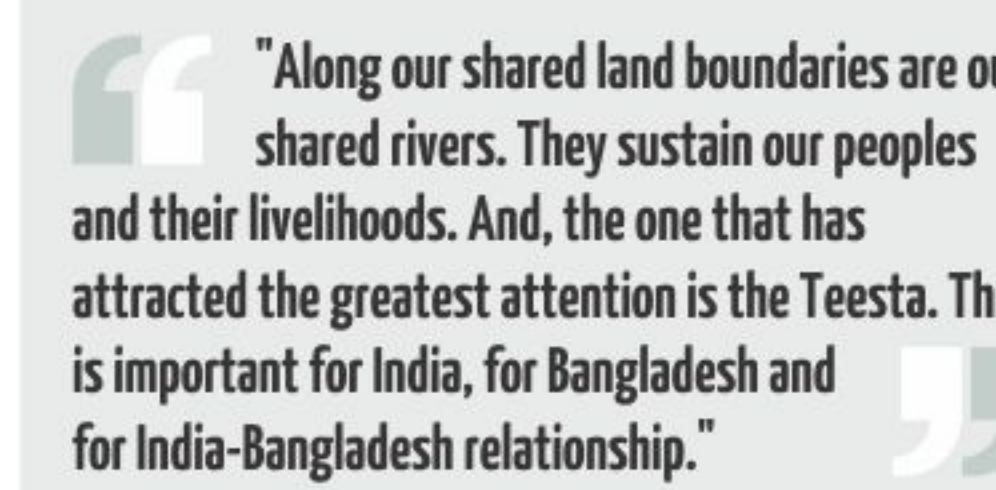 "Along our shared land boundaries are
shared rivers. They sustain our peoples
and their livelihoods. And, the one that has
attracted the greatest attention is the Teesta.
is important for India, for Bangladesh and
for India-Bangladesh relationship."